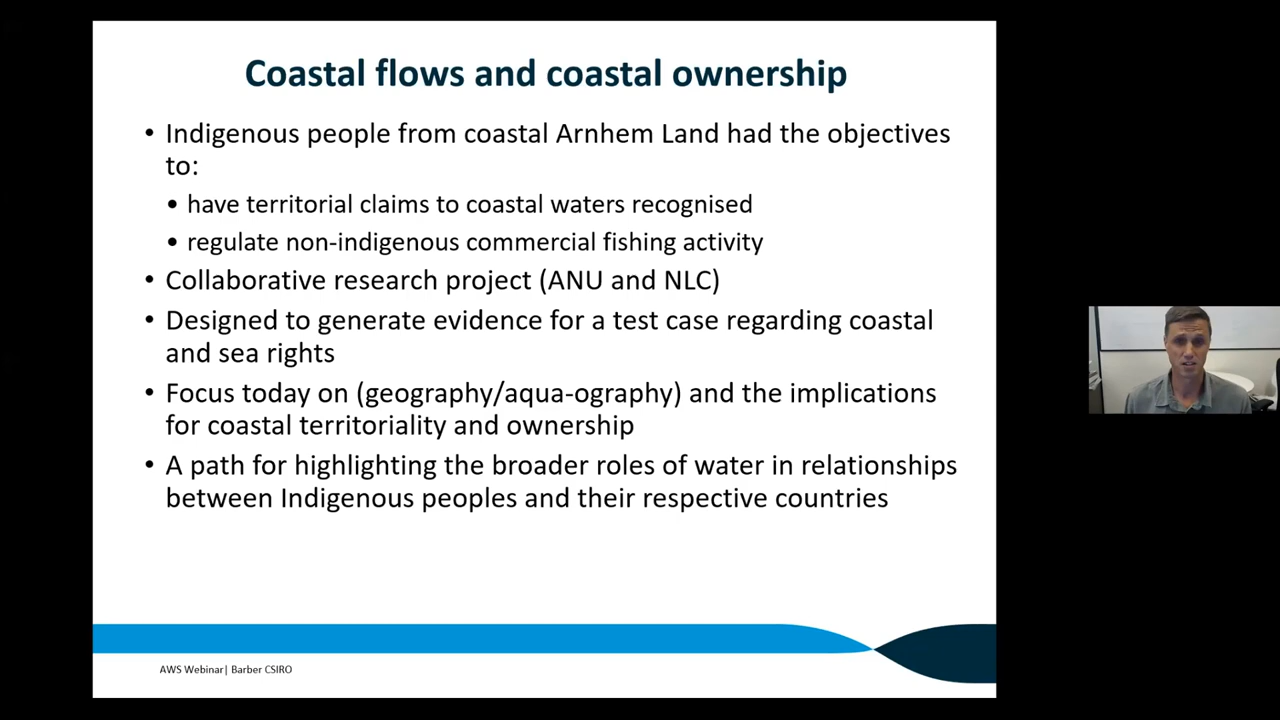 Coastal flows and coastal ownership
• Indigenous people from coastal Arnhem Land had the objectives
to:
• have territorial claims to coastal waters recognised
• regulate non-indigenous commercial fishing activity
• Collaborative research project (ANU and NLC)
• Designed to generate evidence for a test case regarding coastal
and sea rights
• Focus today on (geography/aqua-ography) and the implications
for coastal territoriality and ownership
• A path for highlighting the broader roles of water in relationships
between Indigenous peoples and their respective countries
AWS Webinar| Barber CSIRO